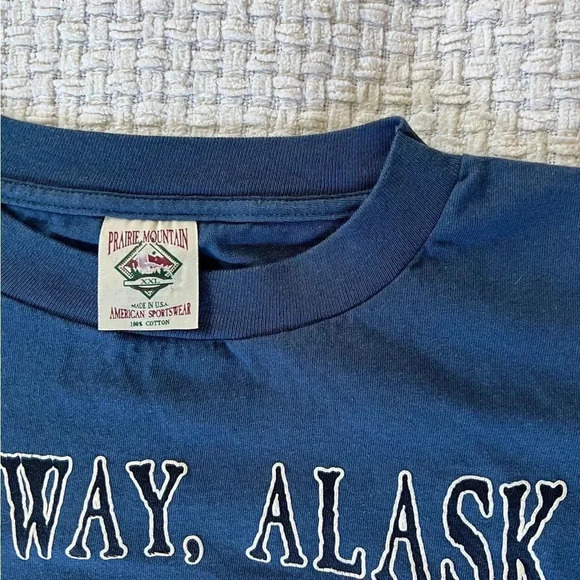 PRAIRIE MOUNTAIN
XXL
MADE IN U.S.A.
AMERICAN SPORTSWEAR
100% COTTON
WAY, ALASK